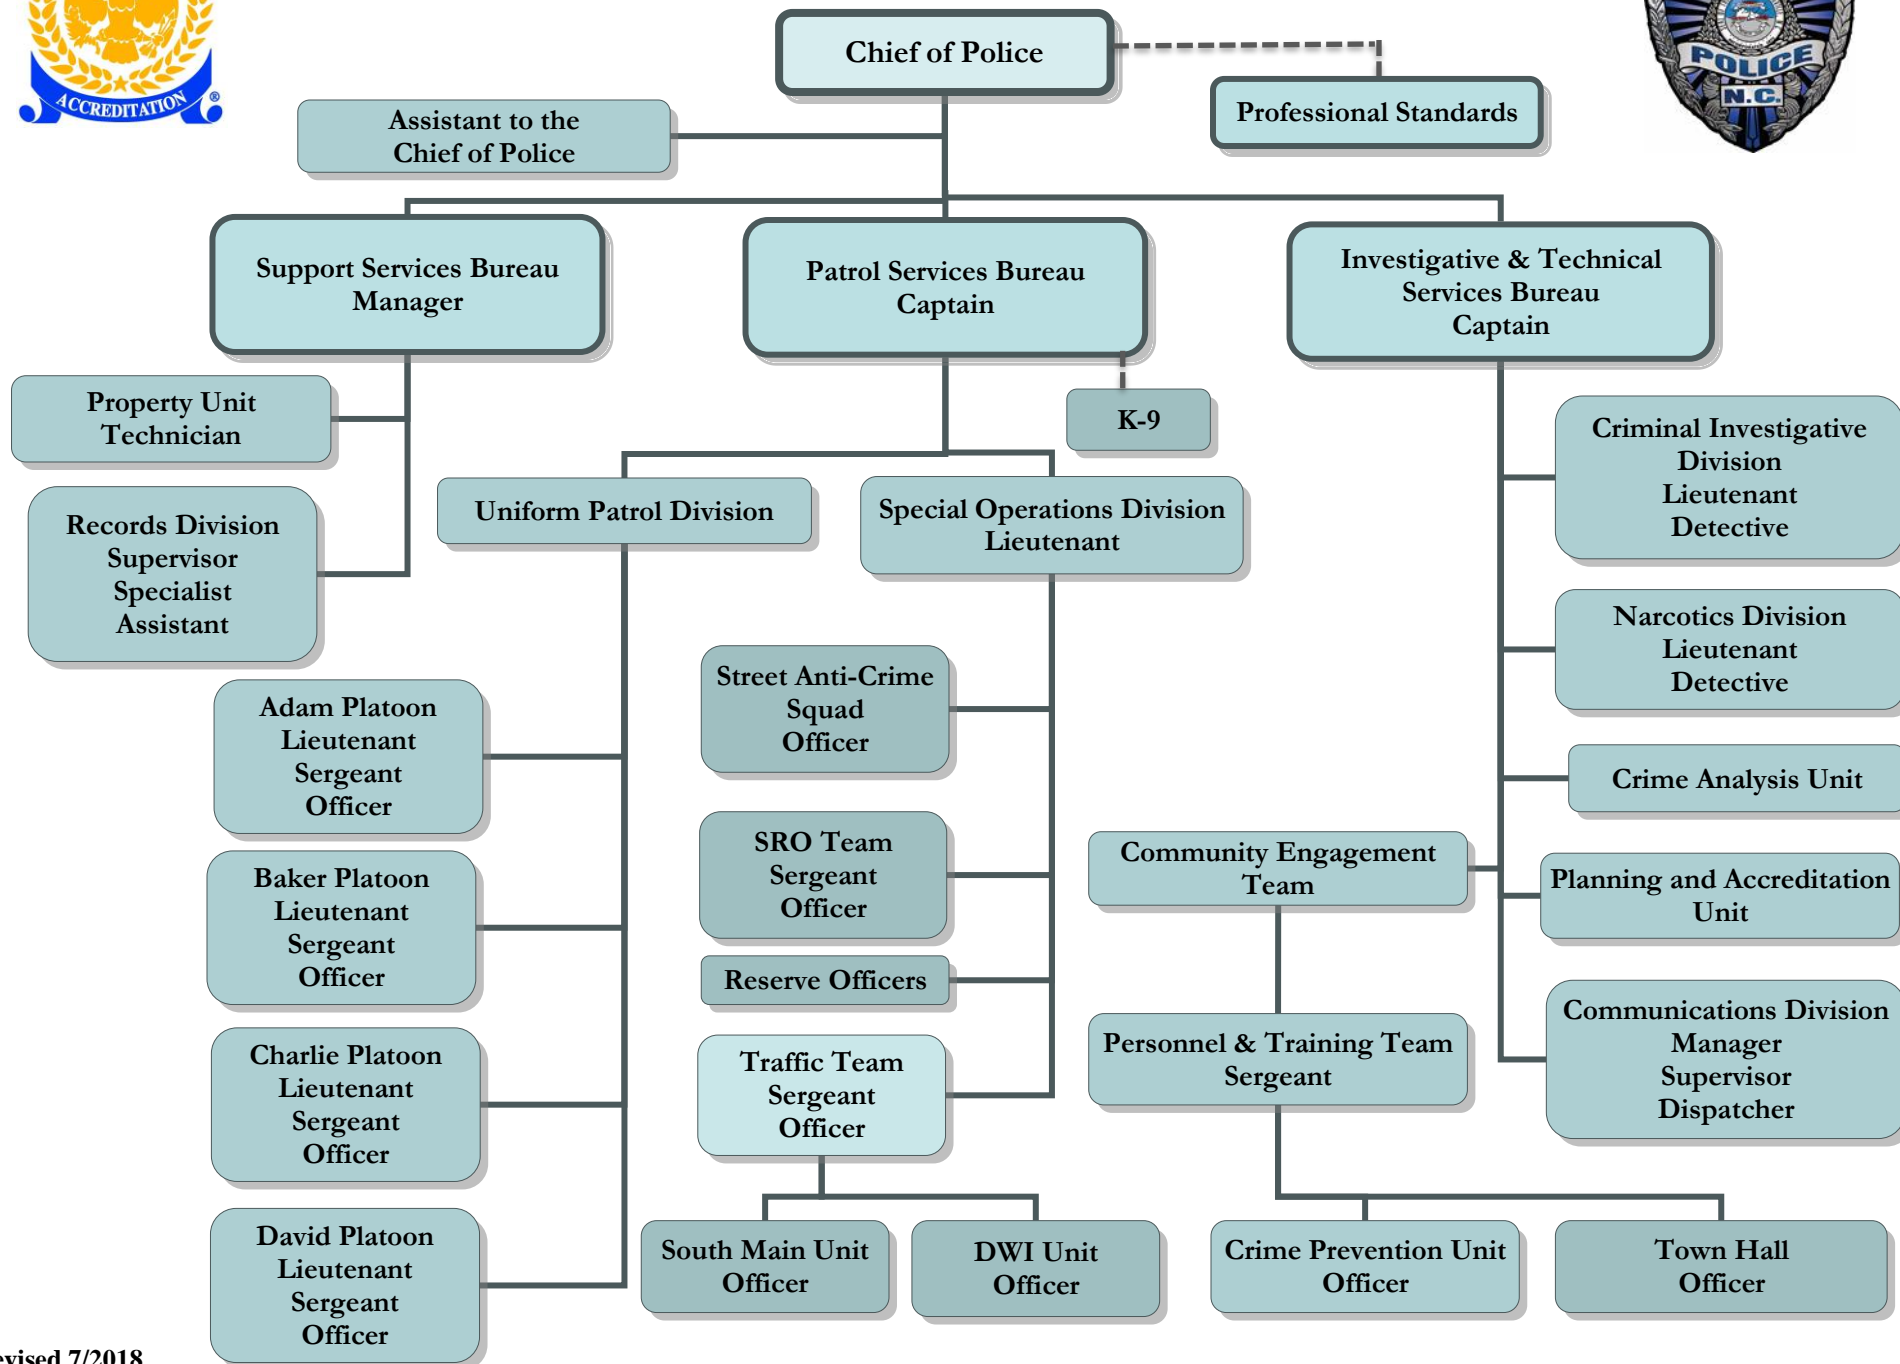 ACCREDITATION
®
Chief of Police
POLICE
N.C.
Professional Standards
Assistant to the
Chief of Police
Support Services Bureau
Manager
Patrol Services Bureau
Captain
Investigative & Technical
Services Bureau
Captain
Property Unit
Technician
K-9
Records Division
Supervisor
Specialist
Assistant
Uniform Patrol Division
Special Operations Division
Lieutenant
Criminal Investigative
Division
Lieutenant
Detective
Narcotics Division
Lieutenant
Detective
Crime Analysis Unit
Planning and Accreditation
Unit
Communications Division
Manager
Supervisor
Dispatcher
Adam Platoon
Lieutenant
Sergeant
Officer
Baker Platoon
Lieutenant
Sergeant
Officer
Charlie Platoon
Lieutenant
Sergeant
Officer
David Platoon
Lieutenant
Sergeant
Officer
Street Anti-Crime
Squad
Officer
SRO Team
Sergeant
Officer
Reserve Officers
Traffic Team
Sergeant
Officer
South Main Unit
Officer
DWI Unit
Officer
Community Engagement
Team
Personnel & Training Team
Sergeant
Crime Prevention Unit
Officer
Town Hall
Officer
evised 7/2018